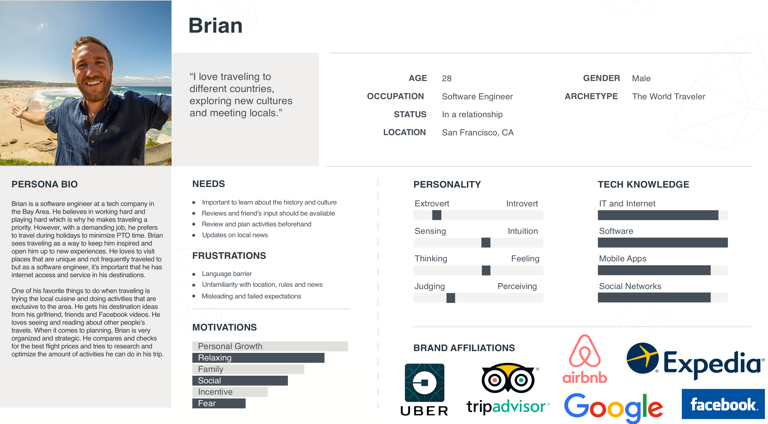 Brian
“I love traveling to
different countries,
exploring new cultures
and meeting locals.”
AGE 28
OCCUPATION Software Engineer
STATUS In a relationship
LOCATION San Francisco, CA
GENDER Male
ARCHETYPE The World Traveler
PERSONA BIO
Brian is a software engineer at a tech company in
the Bay Area. He believes in working hard and
playing hard which is why he makes traveling a
priority. However, with a demanding job, he prefers
to travel during holidays to minimize PTO time. Brian
sees traveling as a way to keep him inspired and
open him up to new experiences. He loves to visit
places that are unique and not frequently traveled to
but as a software engineer, it’s important that he has
internet access and service in his destinations.
One of his favorite things to do when traveling is
trying the local cuisine and doing activities that are
exclusive to the area. He gets his destination ideas
from his girlfriend, friends and Facebook videos. He
loves seeing and reading about other people’s
travels. When it comes to planning, Brian is very
organized and strategic. He compares and checks
for the best flight prices and tries to research and
optimize the amount of activities he can do in his trip.
NEEDS
Important to learn about the history and culture
Reviews and friend’s input should be available
Review and plan activities beforehand
Updates on local news
FRUSTRATIONS
Language barrier
Unfamiliarity with location, rules and news
Misleading and failed expectations
MOTIVATIONS
Personal Growth
Relaxing
Family
Social
Incentive
Fear
PERSONALITY
Extrovert Introvert
Sensing Intuition
Thinking Feeling
Judging Perceiving
TECH KNOWLEDGE
IT and Internet
Software
Mobile Apps
Social Networks
BRAND AFFILIATIONS
UBER
tripadvisor®
airbnb
Expedia®
Google
facebook.